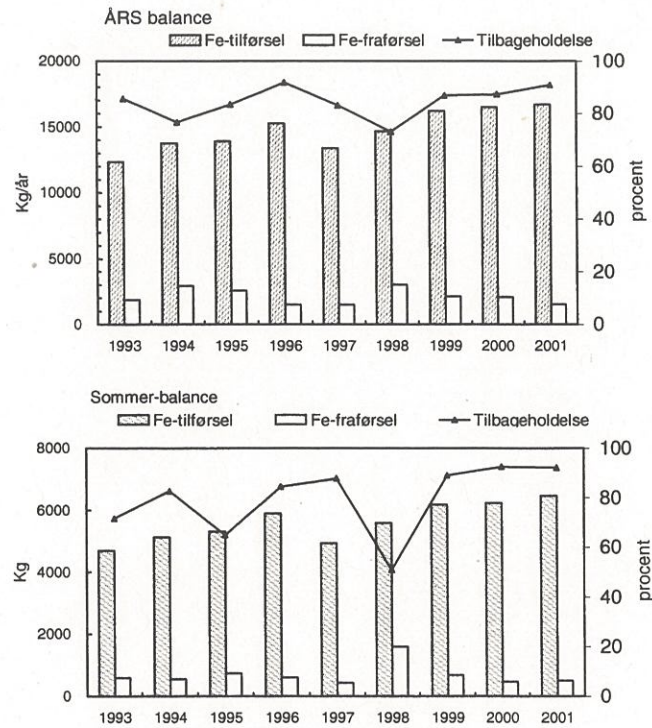 ÅRS balance
Fe-tilførsel Fe-fraførsel Tilbageholdelse
20000 100
15000 80
60
10000
40
5000
20
0 0
Kg/år
procent
1993 1994 1995 1996 1997 1998 1999 2000 2001
Sommer-balance
Fe-tilførsel Fe-fraførsel Tilbageholdelse
8000 100
6000 80
60
4000
40
2000
20
0 0
Kg
procent
1993 1994 1995 1996 1997 1998 1999 2000 2001